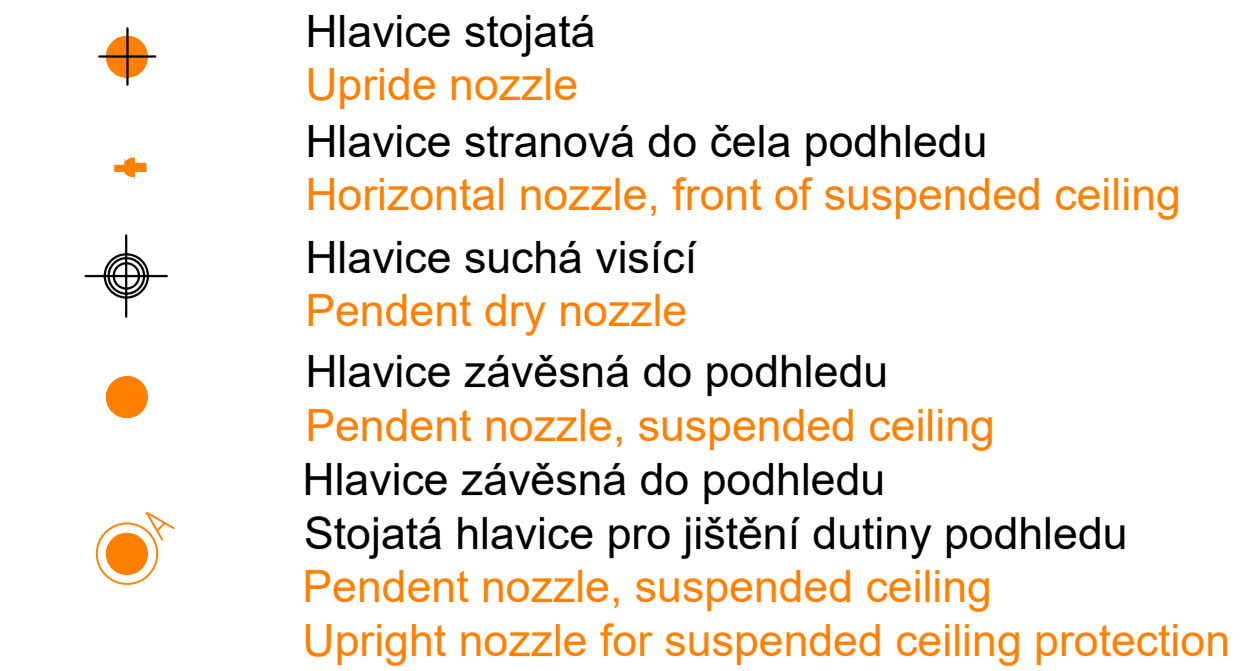 Hlavice stojatá
Upride nozzle
Hlavice stranová do čela podhledu
Horizontal nozzle, front of suspended ceiling
Hlavice suchá visící
Pendent dry nozzle
Hlavice závěsná do podhledu
Pendent nozzle, suspended ceiling
Hlavice závěsná do podhledu
A
Stojatá hlavice pro jištění dutiny podhledu
Pendent nozzle, suspended ceiling
Upright nozzle for suspended ceiling protection